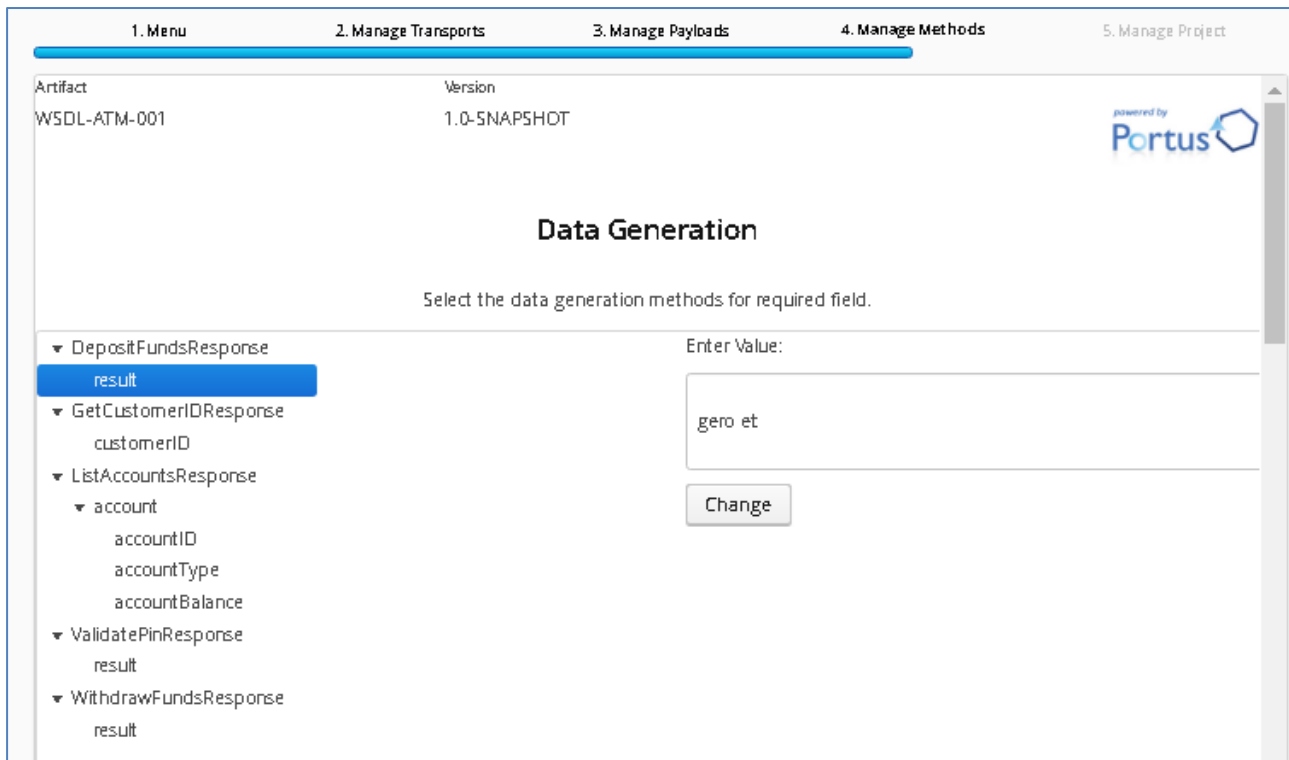 1. Menu 2. Manage Transports 3. Manage Payloads 4. Manage Methods 5. Manage Project
Artifact Version
WSDL-ATM-001 1.0-SNAPSHOT
powered by
Portus
Data Generation
Select the data generation methods for required field.
DepositFundsResponse Enter Value:
result
GetCustomerIDResponse
gero et
customerID
ListAccountsResponse
account Change
accountID
accountType
accountBalance
ValidatePinResponse
result
WithdrawFundsResponse
result